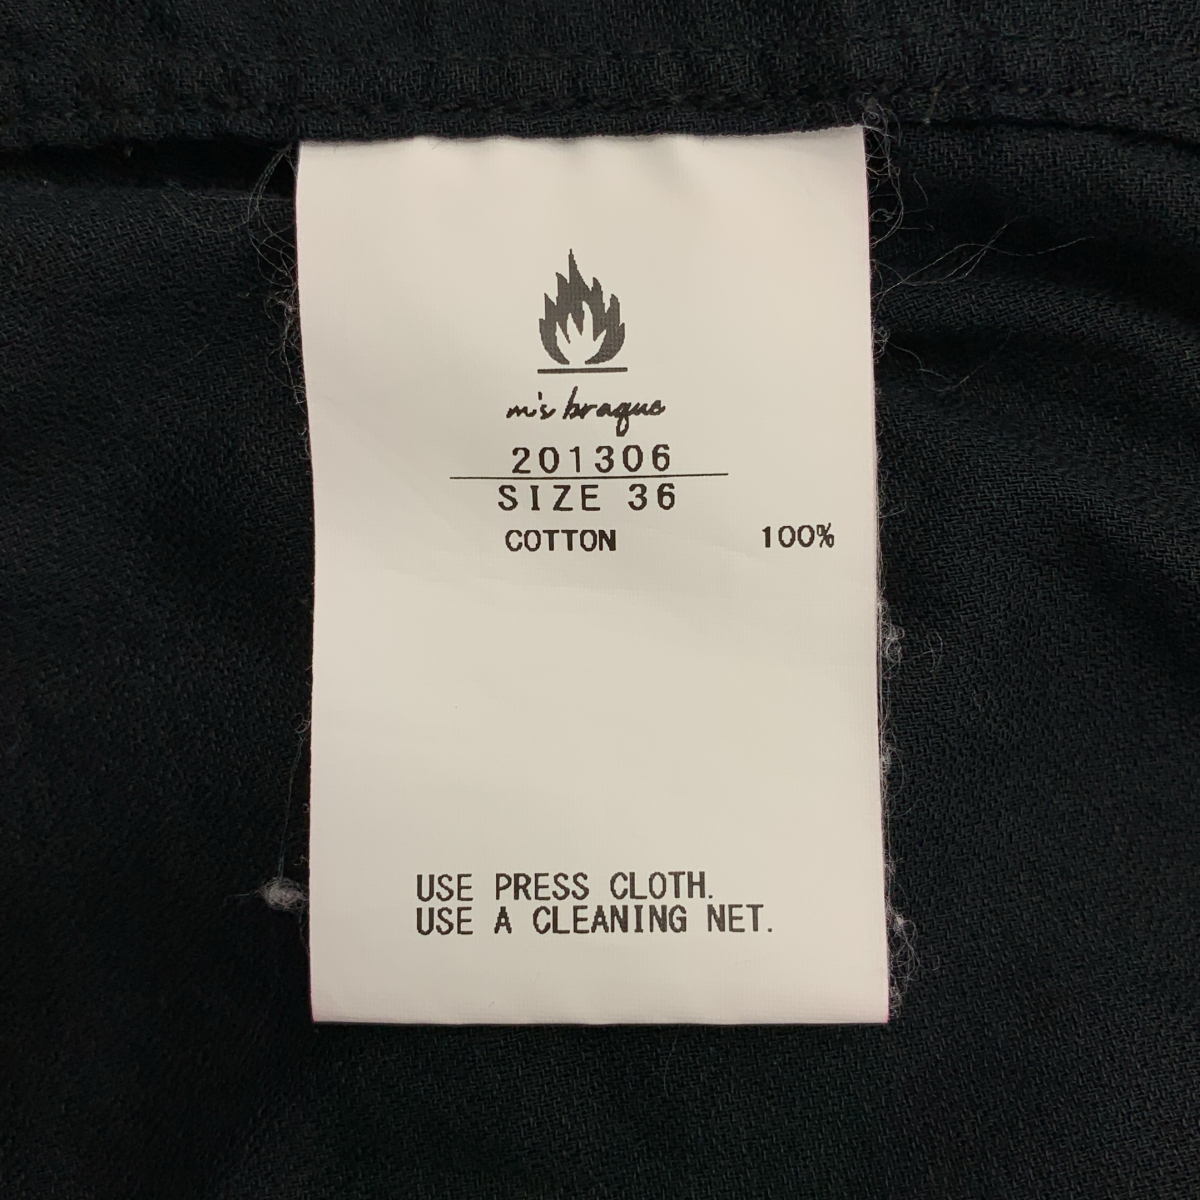 m's braque
201306
SIZE 36
COTTON 100%
USE PRESS CLOTH.
USE A CLEANING NET.